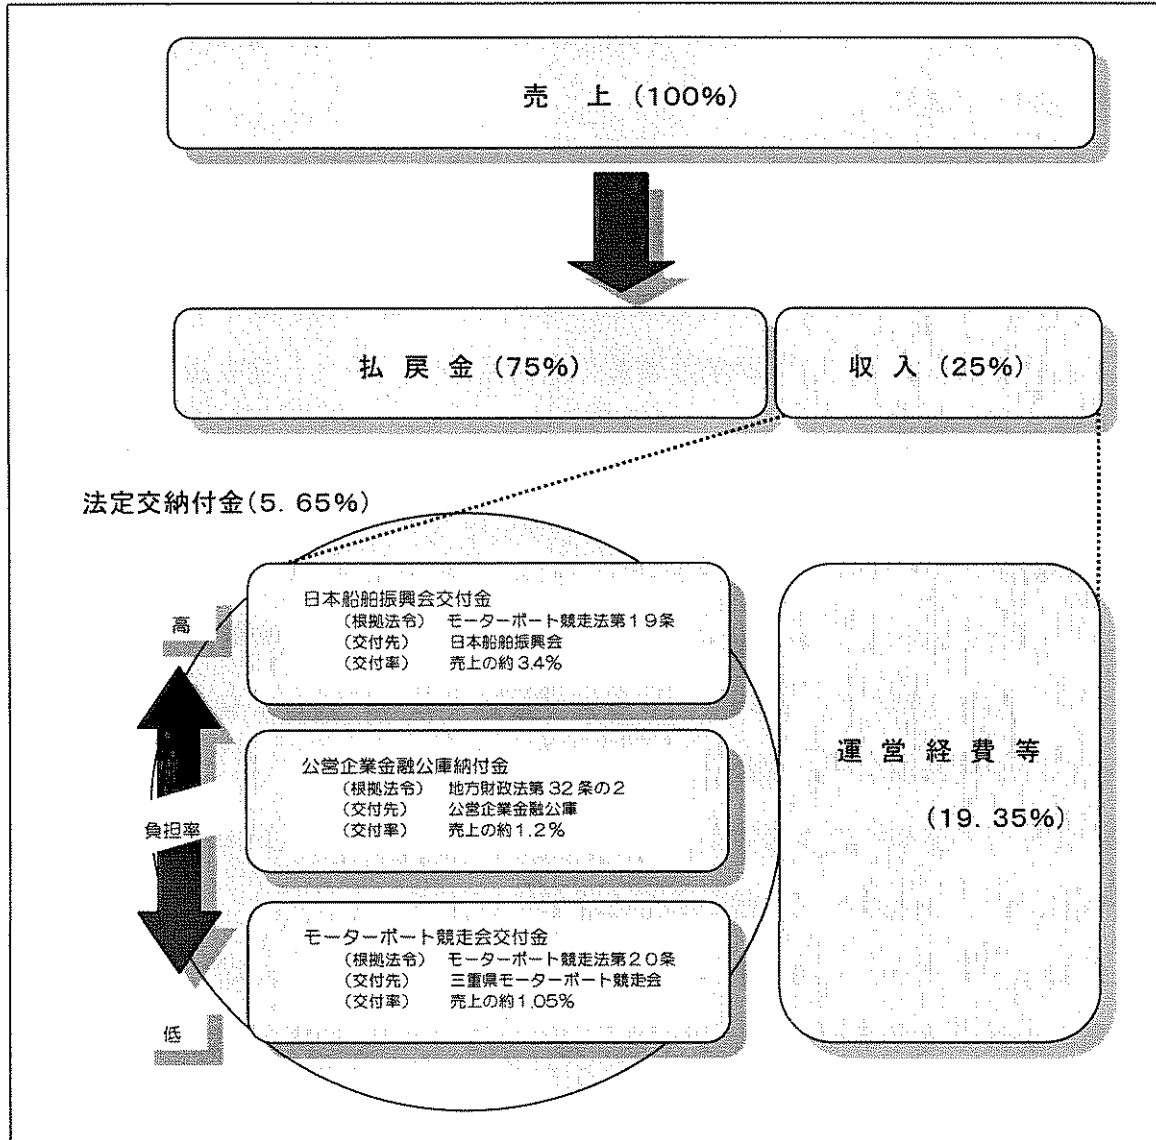 売　上（100%）
払 戻 金（75%）
収 入（25%）
法定交納付金（5. 65%）
高
負担率
低
日本船舶振興会交付金
（根拠法令）　モーターボート競走法第１９条
（交付先）　日本船舶振興会
（交付率）　売上の約 3.4%
公営企業金融公庫納付金
（根拠法令）　地方財政法第 32 条の２
（交付先）　公営企業金融公庫
（交付率）　売上の約１.２%
モーターボート競走会交付金
（根拠法令）　モーターボート競走法第２０条
（交付先）　三重県モーターボート競走会
（交付率）　売上の約１.05%
運 営 経 費 等
（19. 35%）